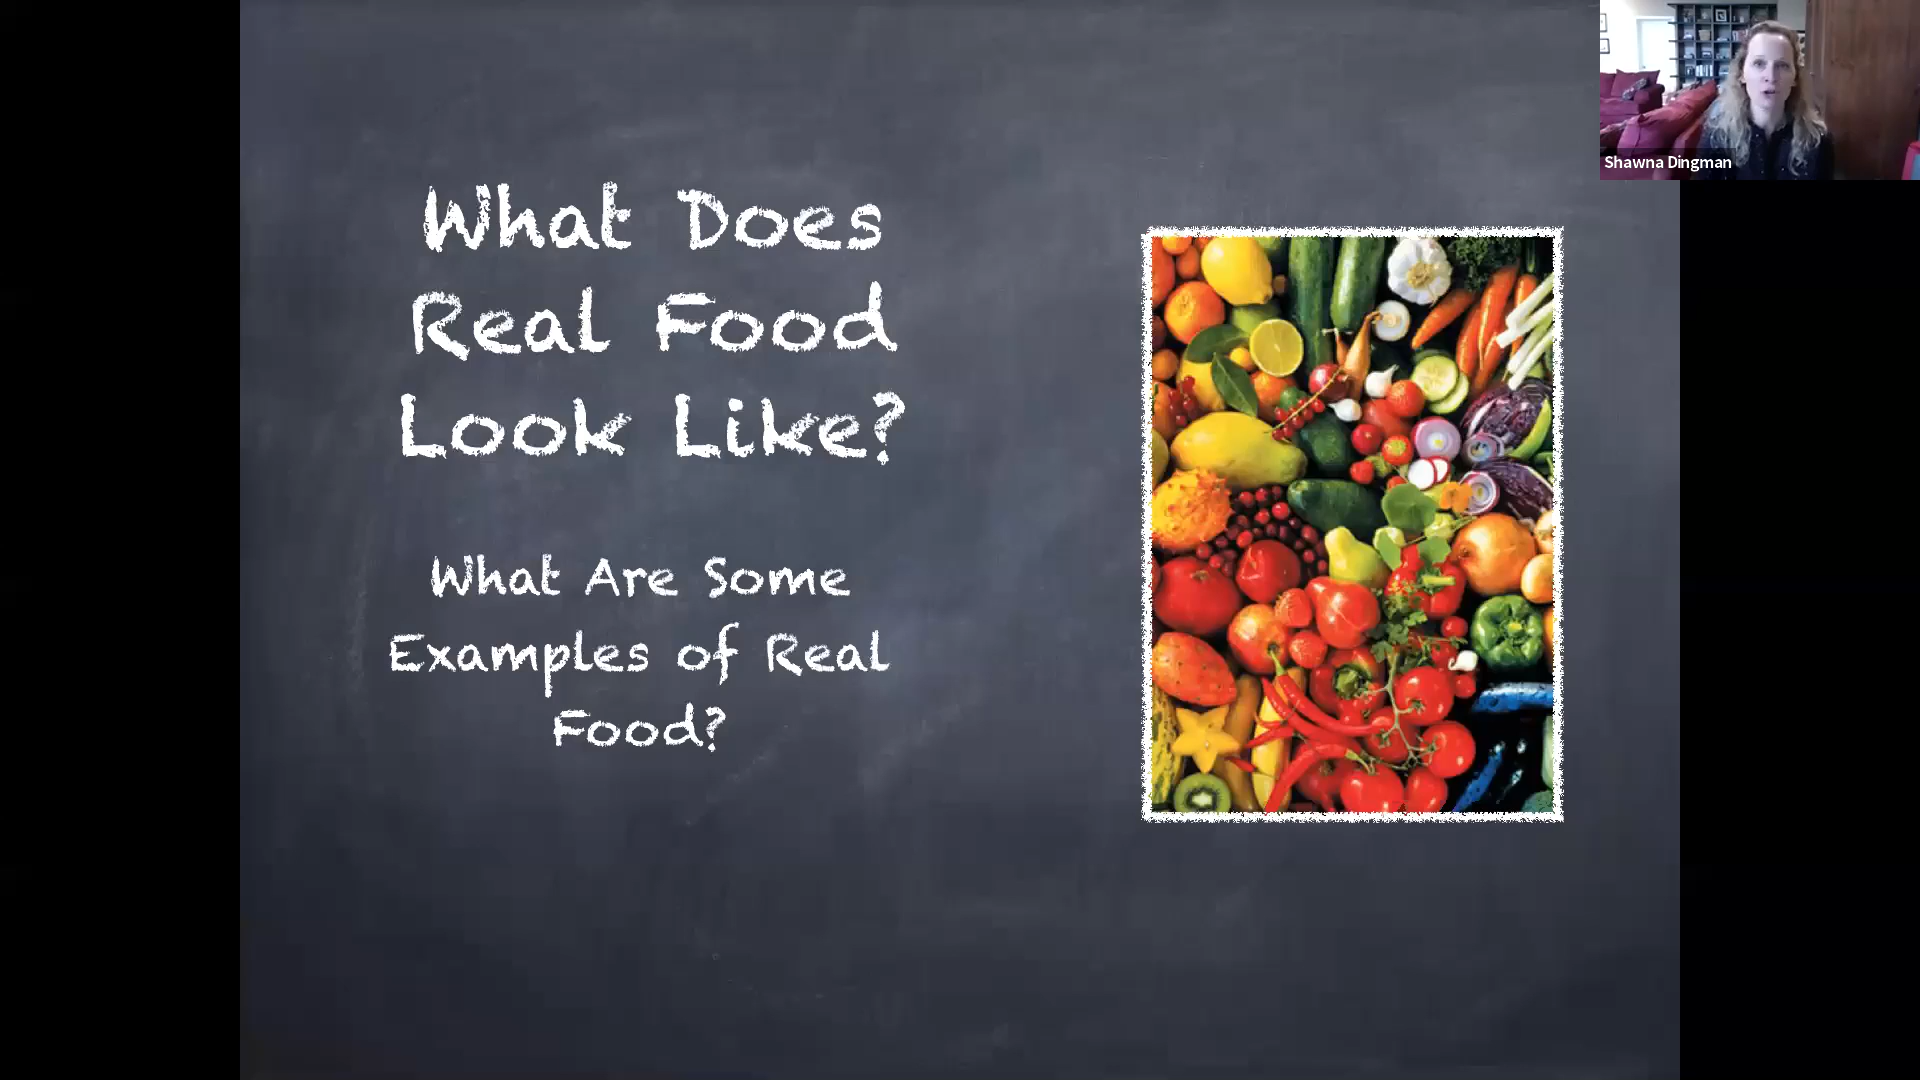 What Does
Real Food
Look Like?
What Are Some
Examples of Real
Food?
Shawna Dingman